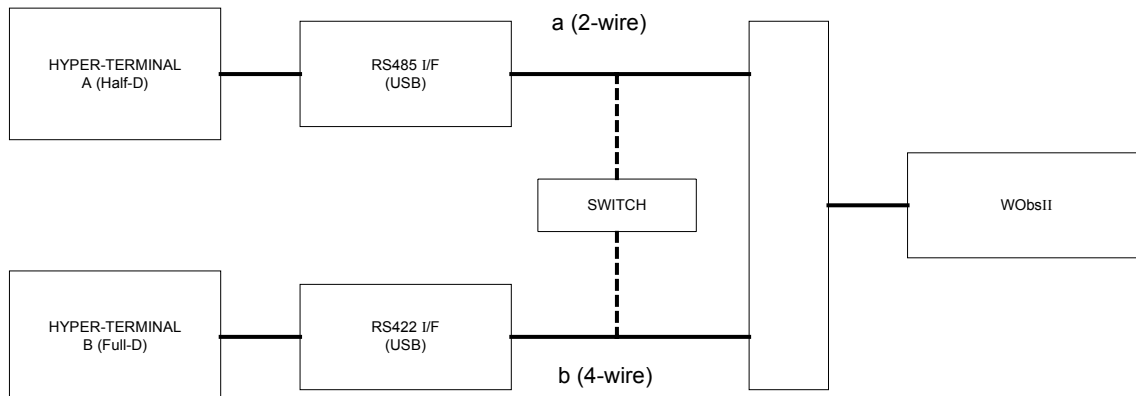 a (2-wire)
HYPER-TERMINAL
A (Half-D)
RS485 I/F
(USB)
SWITCH
WObsII
HYPER-TERMINAL
B (Full-D)
RS422 I/F
(USB)
b (4-wire)